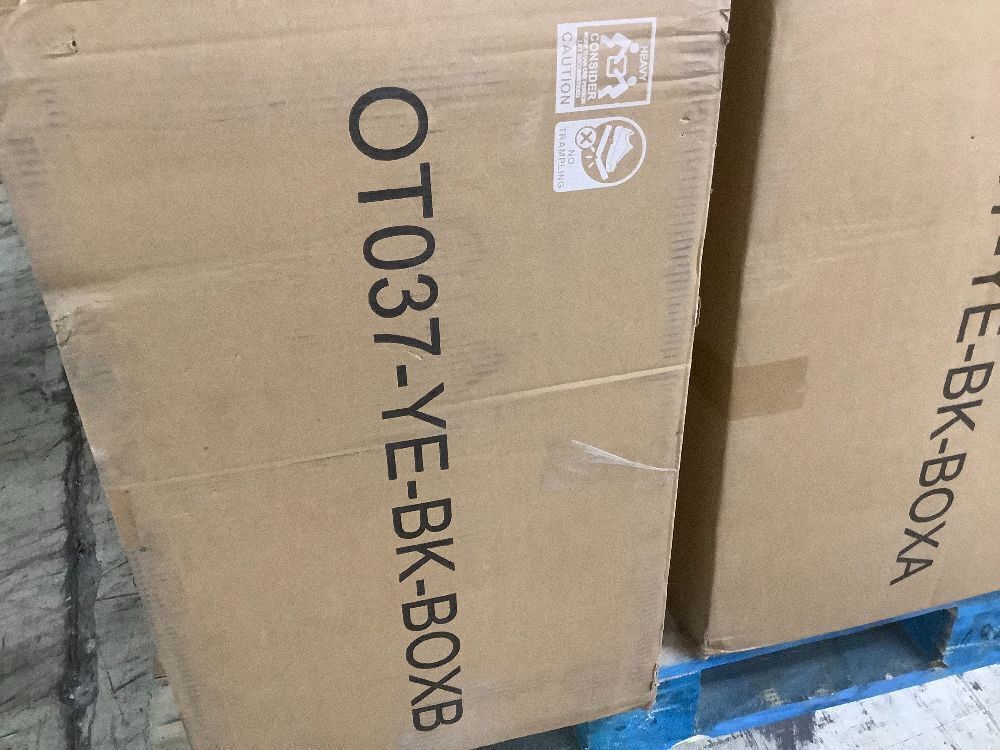 HEAVY
CONSIDER
CAUTION
NO
TRAMPLING
OT037-YE-BK-BOXB
YE-BK-BOXA